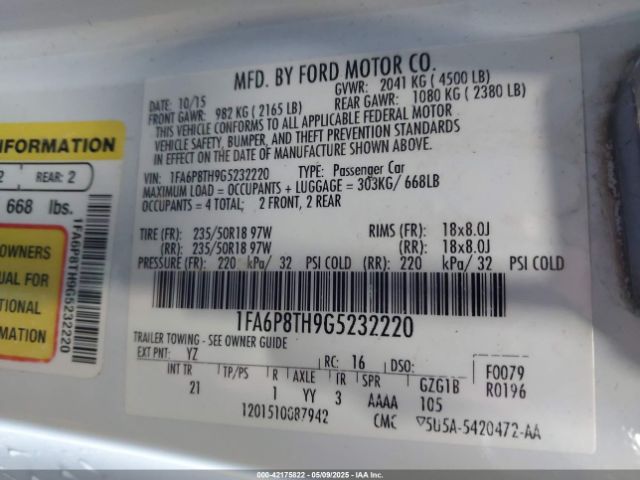 MFD. BY FORD MOTOR CO.
DATE: 10/15
GVWR: 2041 KG ( 4500 LB)
FRONT GAWR: 982 KG ( 2165 LB)
REAR GAWR: 1080 KG ( 2380 LB)
THIS VEHICLE CONFORMS TO ALL APPLICABLE FEDERAL MOTOR
VEHICLE SAFETY, BUMPER, AND THEFT PREVENTION STANDARDS
IN EFFECT ON THE DATE OF MANUFACTURE SHOWN ABOVE.
VIN: 1FA6P8TH9G5232220 TYPE: Passenger Car
MAXIMUM LOAD = OCCUPANTS + LUGGAGE = 303KG/ 668LB
OCCUPANTS = 4 TOTAL; 2 FRONT, 2 REAR
TIRE (FR): 235/50R18 97W RIMS (FR): 18x8.0J
(RR): 235/50R18 97W (RR): 18x8.0J
PRESSURE (FR): 220 kPa/ 32 PSI COLD (RR): 220 kPa/ 32 PSI COLD
1FA6P8TH9G5232220
TRAILER TOWING - SEE OWNER GUIDE
EXT PNT: YZ RC: 16 DSO: F0079
INT TR TP/PS R AXLE TR SPR GZG1B R0196
21 1 YY 3 AAAA 105
1201510087942 CMC ▽5U5A-5420472-AA
INFORMATION
2 REAR: 2
668 lbs.
OWNERS
UAL FOR
TIONAL
MATION
1FA6P8TH9G5232220
000-42175822 - 05/09/2025 - IAAI.COM